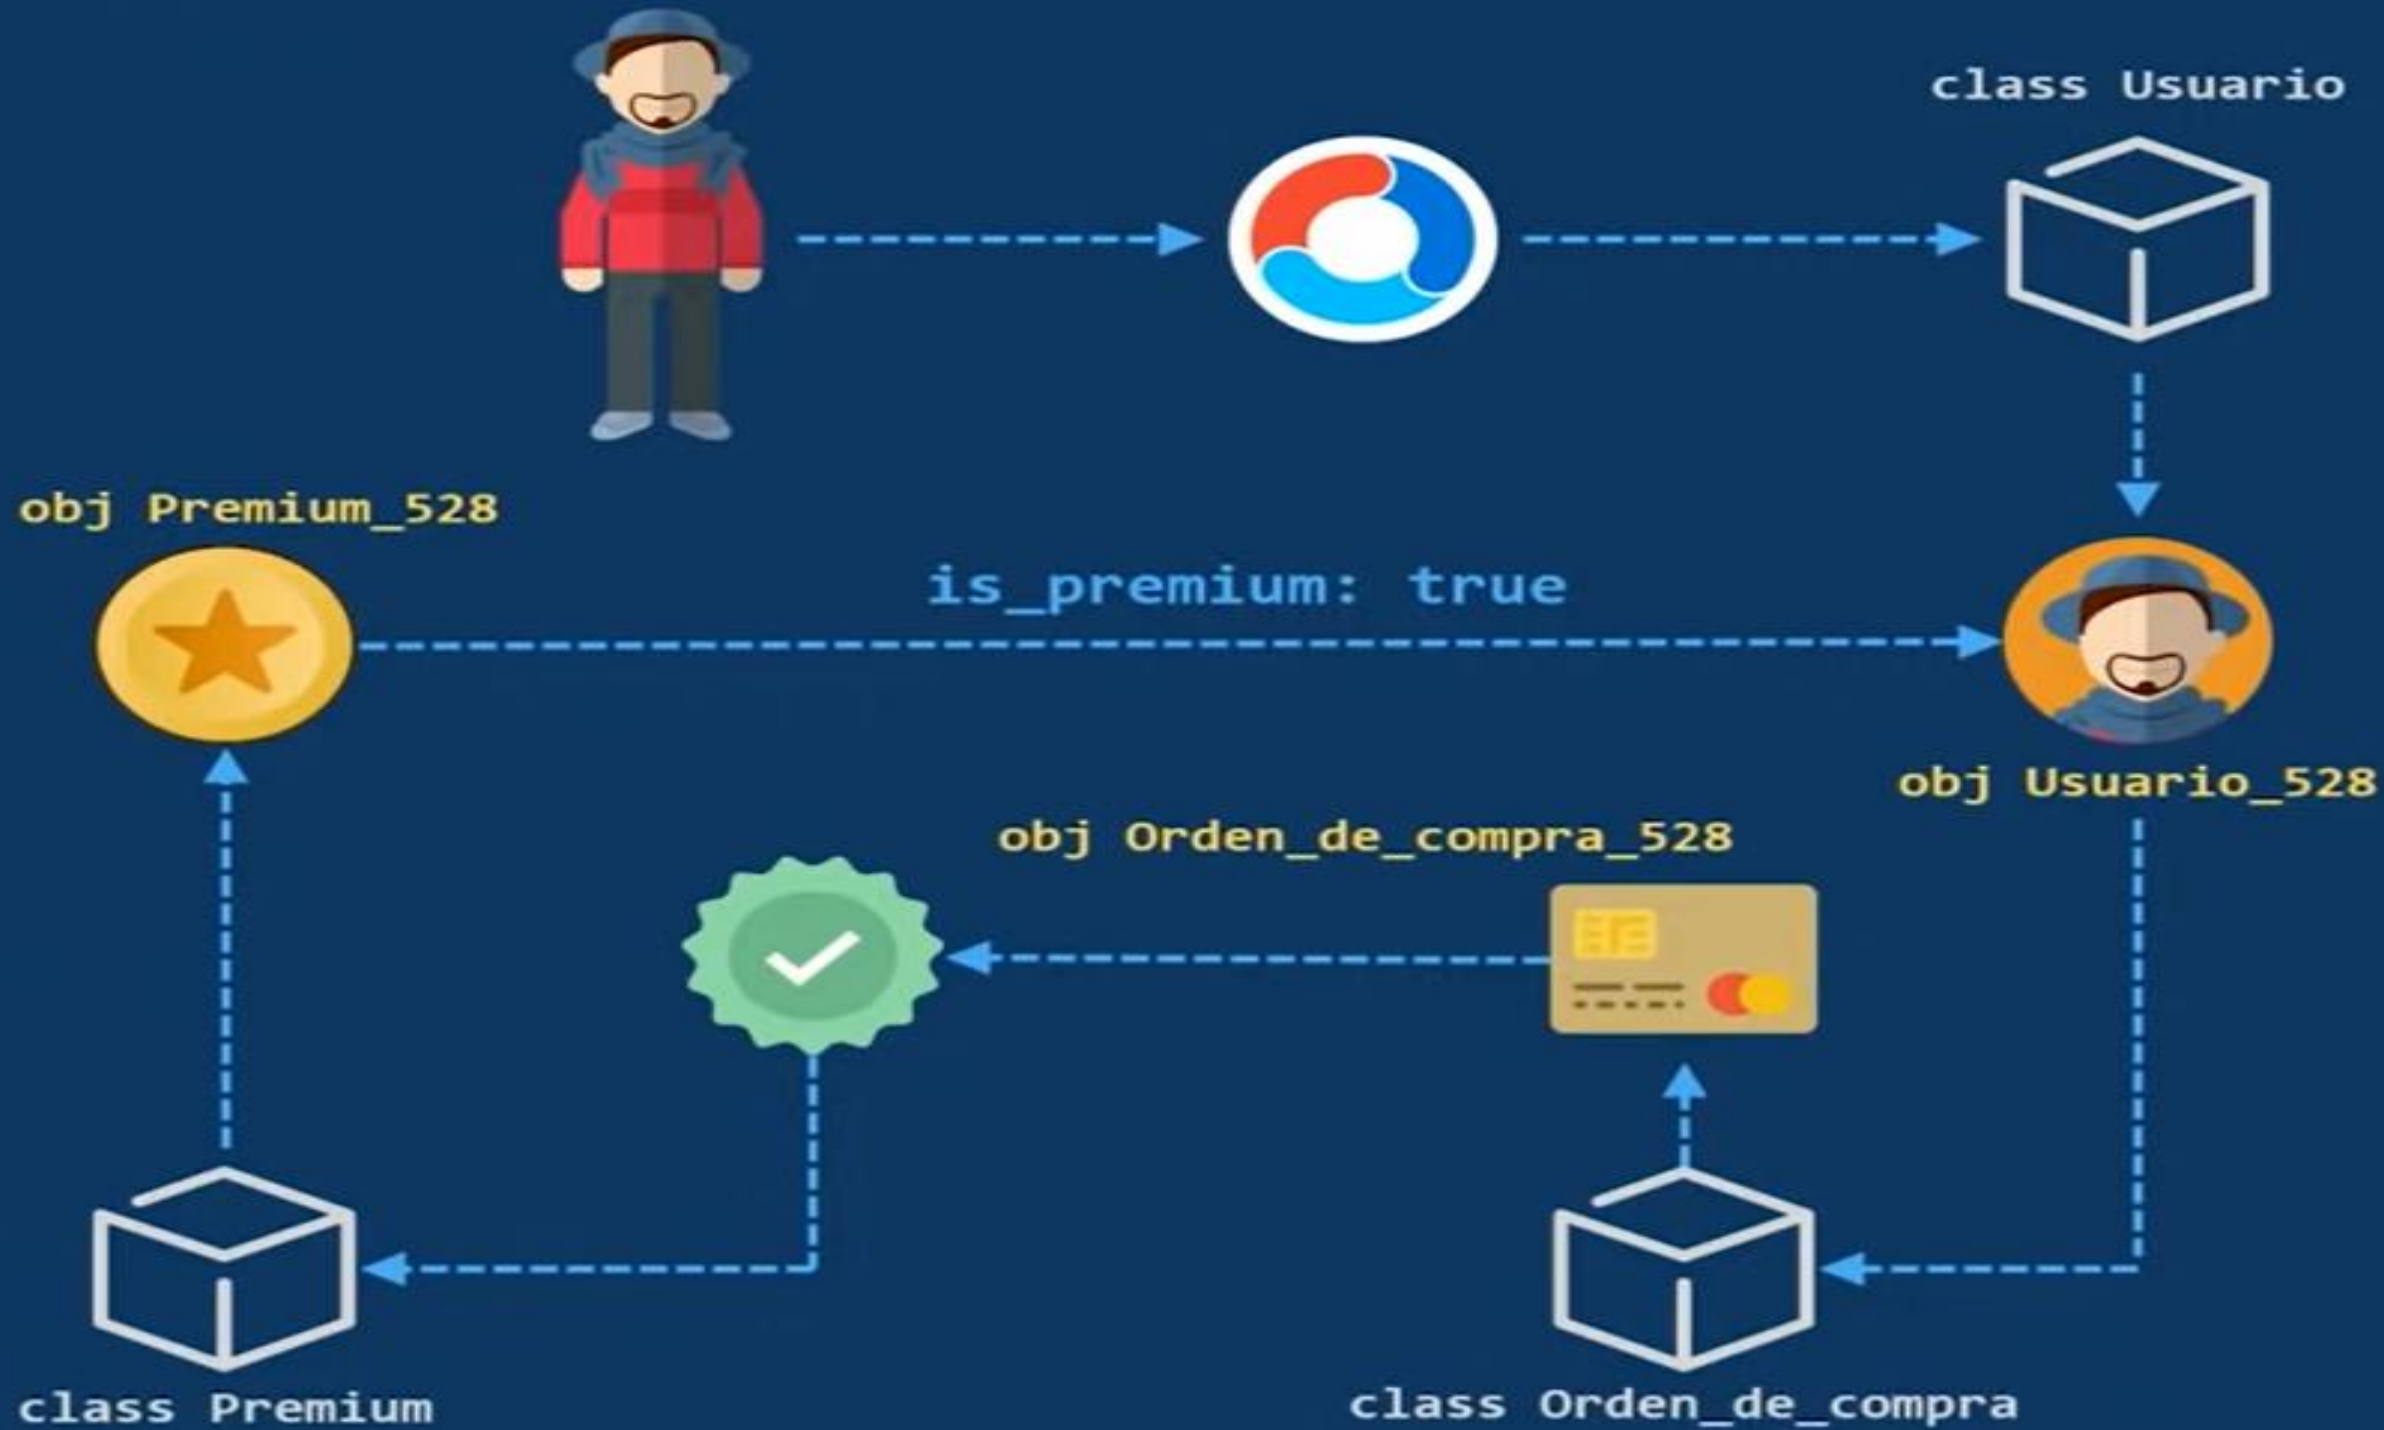 class Usuario
obj Premium_528
is_premium: true
obj Usuario_528
obj Orden_de_compra_528
class Premium
class Orden_de_compra